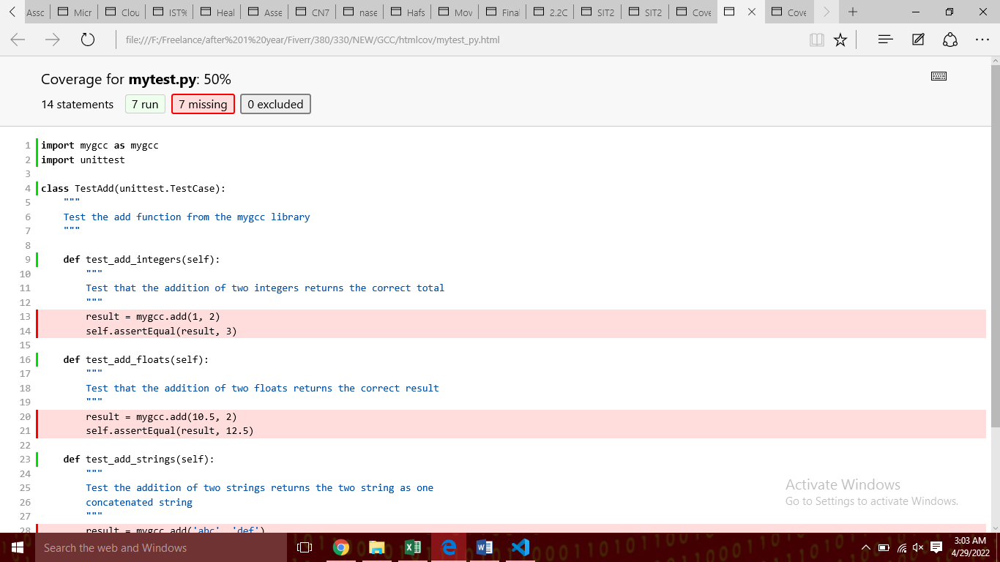 Assc
Micr
Clou
IST%
Heal
Asse
CN7
nase
Hafs
Mov
Final
2.2C
SIT2
SIT2
Cove
Cove
file:///F:/Freelance/after%201%20year/Fiverr/380/330/NEW/GCC/htmlcov/mytest_py.html
Coverage for mytest.py: 50%
14 statements 7 run 7 missing 0 excluded
1 import mygcc as mygcc
2 import unittest
3
4 class TestAdd(unittest.TestCase):
5 """
6 Test the add function from the mygcc library
7 """
8
9 def test_add_integers(self):
10 """
11 Test that the addition of two integers returns the correct total
12 """
13 result = mygcc.add(1, 2)
14 self.assertEqual(result, 3)
15
16 def test_add_floats(self):
17 """
18 Test that the addition of two floats returns the correct result
19 """
20 result = mygcc.add(10.5, 2)
21 self.assertEqual(result, 12.5)
22
23 def test_add_strings(self):
24 """
25 Test the addition of two strings returns the two string as one
26 concatenated string
27 """
28 result = mygcc.add('abc', 'def')
Activate Windows
Go to Settings to activate Windows.
Search the web and Windows
3:03 AM
4/29/2022